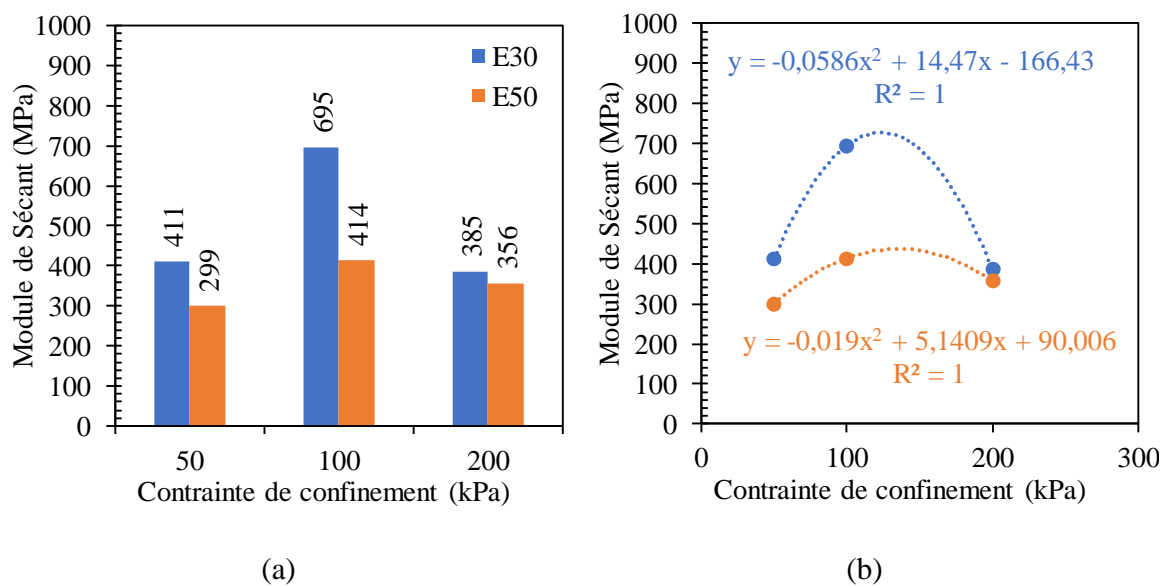 1000
900
800
700
600
500
400
300
200
100
0
Module de Sécant (MPa)
E30
E50
411
299
695
414
385
356
50 100 200
Contrainte de confinement (kPa)
(a)
1000
900
800
700
600
500
400
300
200
100
0
Module de Sécant (MPa)
y = -0,0586x² + 14,47x - 166,43
R² = 1
y = -0,019x² + 5,1409x + 90,006
R² = 1
0 100 200 300
Contrainte de confinement (kPa)
(b)